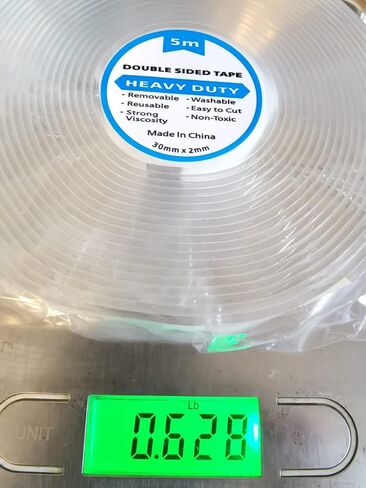 5m
DOUBLE SIDED TAPE
HEAVY DUTY
- Removable - Washable
- Reusable - Easy to Cut
- Strong Viscosity - Non-Toxic
Made In China
30mm x 2mm
Lb
0.628
UNIT